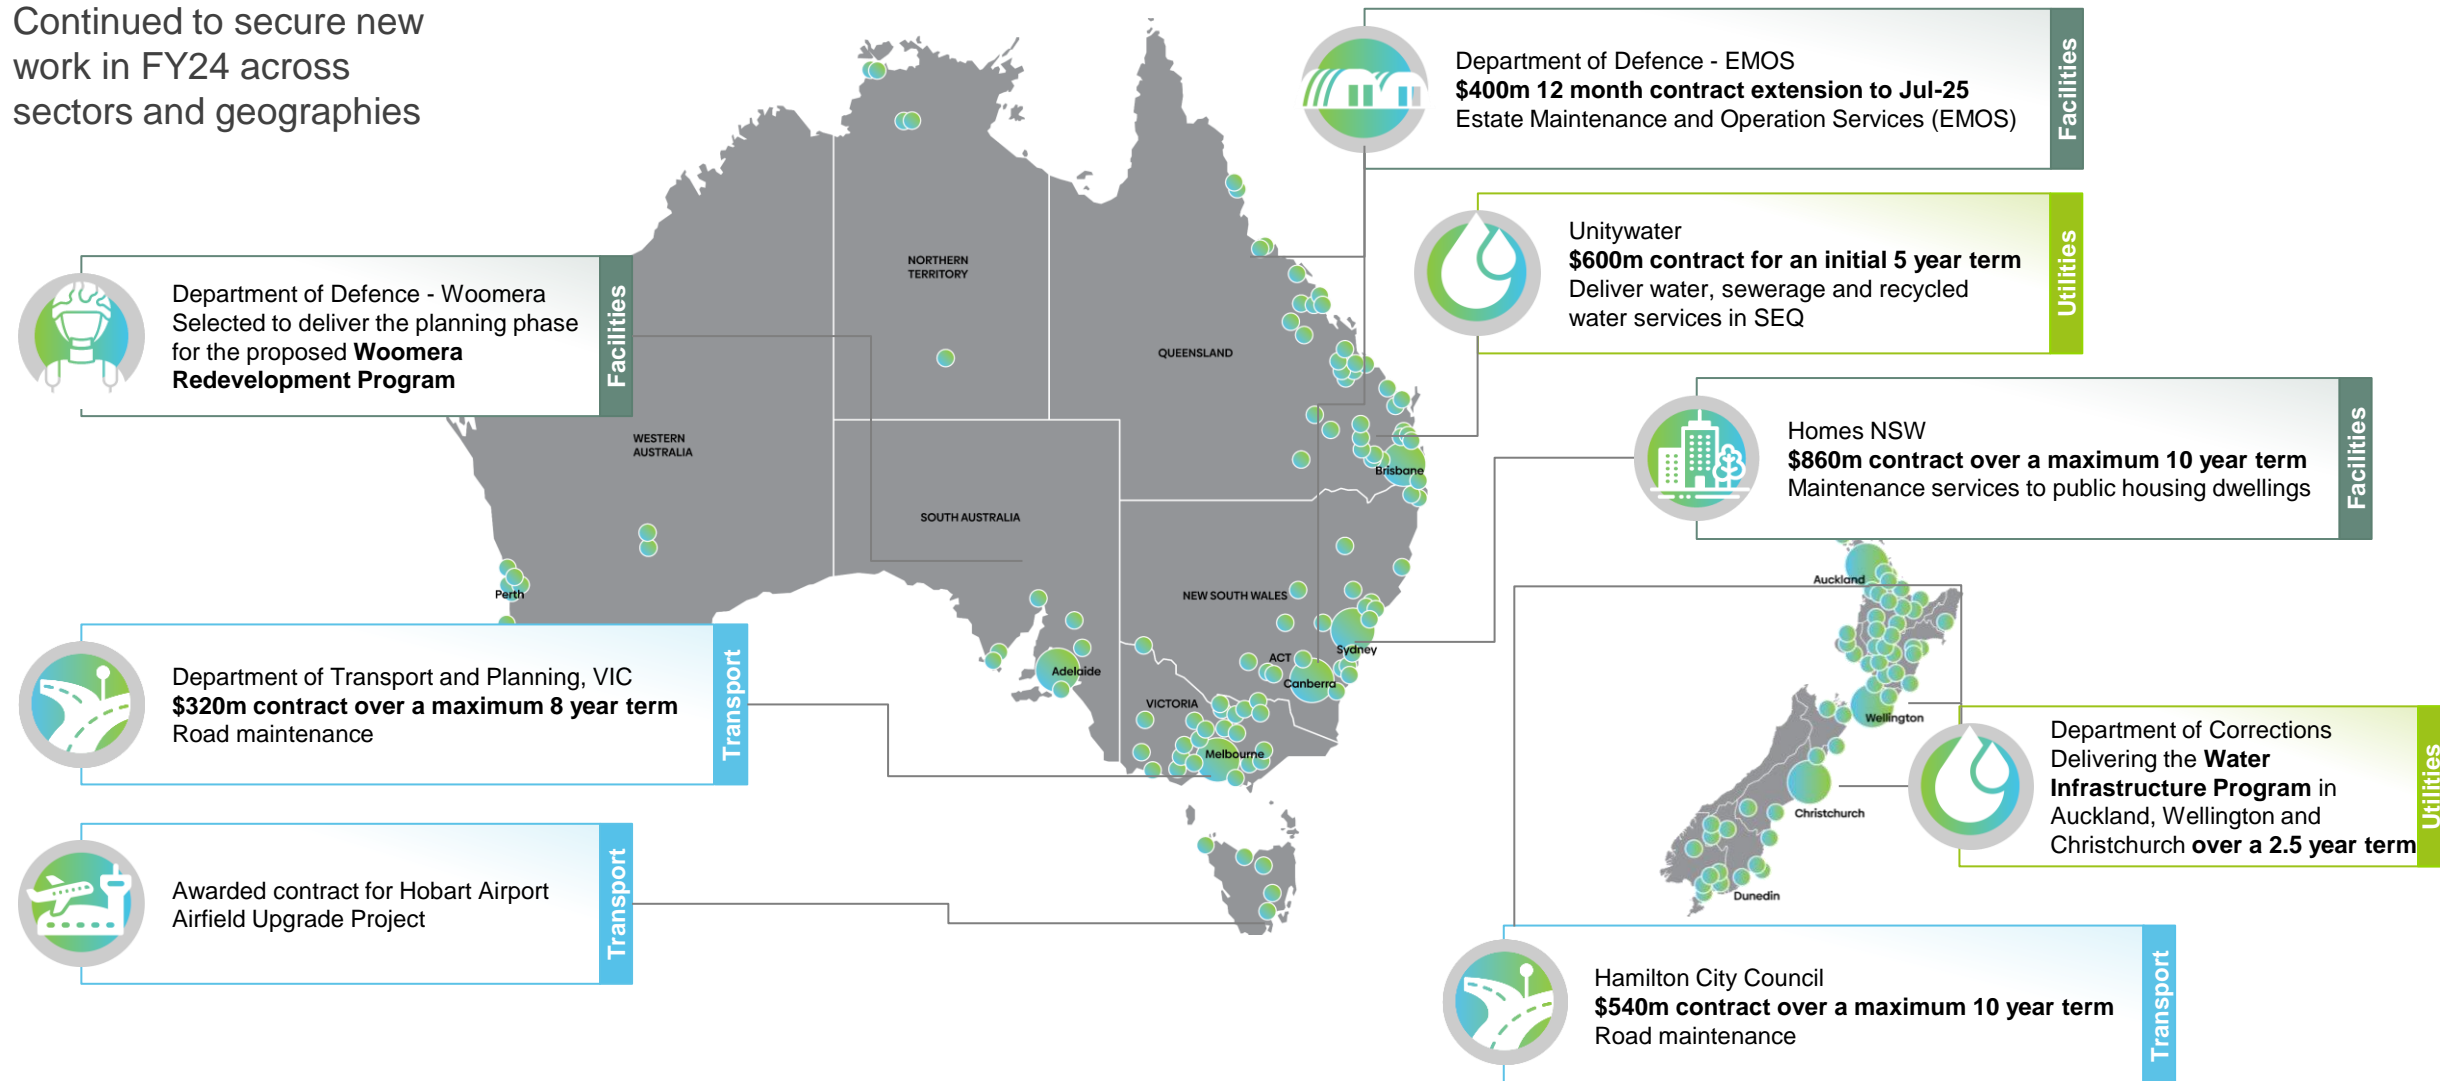 Continued to secure new
work in FY24 across
sectors and geographies
Department of Defence - EMOS
$400m 12 month contract extension to Jul-25
Estate Maintenance and Operation Services (EMOS)
Facilities
Unitywater
$600m contract for an initial 5 year term
Deliver water, sewerage and recycled
water services in SEQ
Utilities
Department of Defence - Woomera
Selected to deliver the planning phase
for the proposed Woomera
Redevelopment Program
Facilities
Homes NSW
$860m contract over a maximum 10 year term
Maintenance services to public housing dwellings
Facilities
Department of Transport and Planning, VIC
$320m contract over a maximum 8 year term
Road maintenance
Transport
Department of Corrections
Delivering the Water
Infrastructure Program in
Auckland, Wellington and
Christchurch over a 2.5 year term
Utilities
Awarded contract for Hobart Airport
Airfield Upgrade Project
Transport
Hamilton City Council
$540m contract over a maximum 10 year term
Road maintenance
Transport
NORTHERN
TERRITORY
QUEENSLAND
WESTERN
AUSTRALIA
SOUTH AUSTRALIA
NEW SOUTH WALES
ACT
VICTORIA
Brisbane
Perth
Adelaide
Sydney
Canberra
Melbourne
Auckland
Wellington
Christchurch
Dunedin